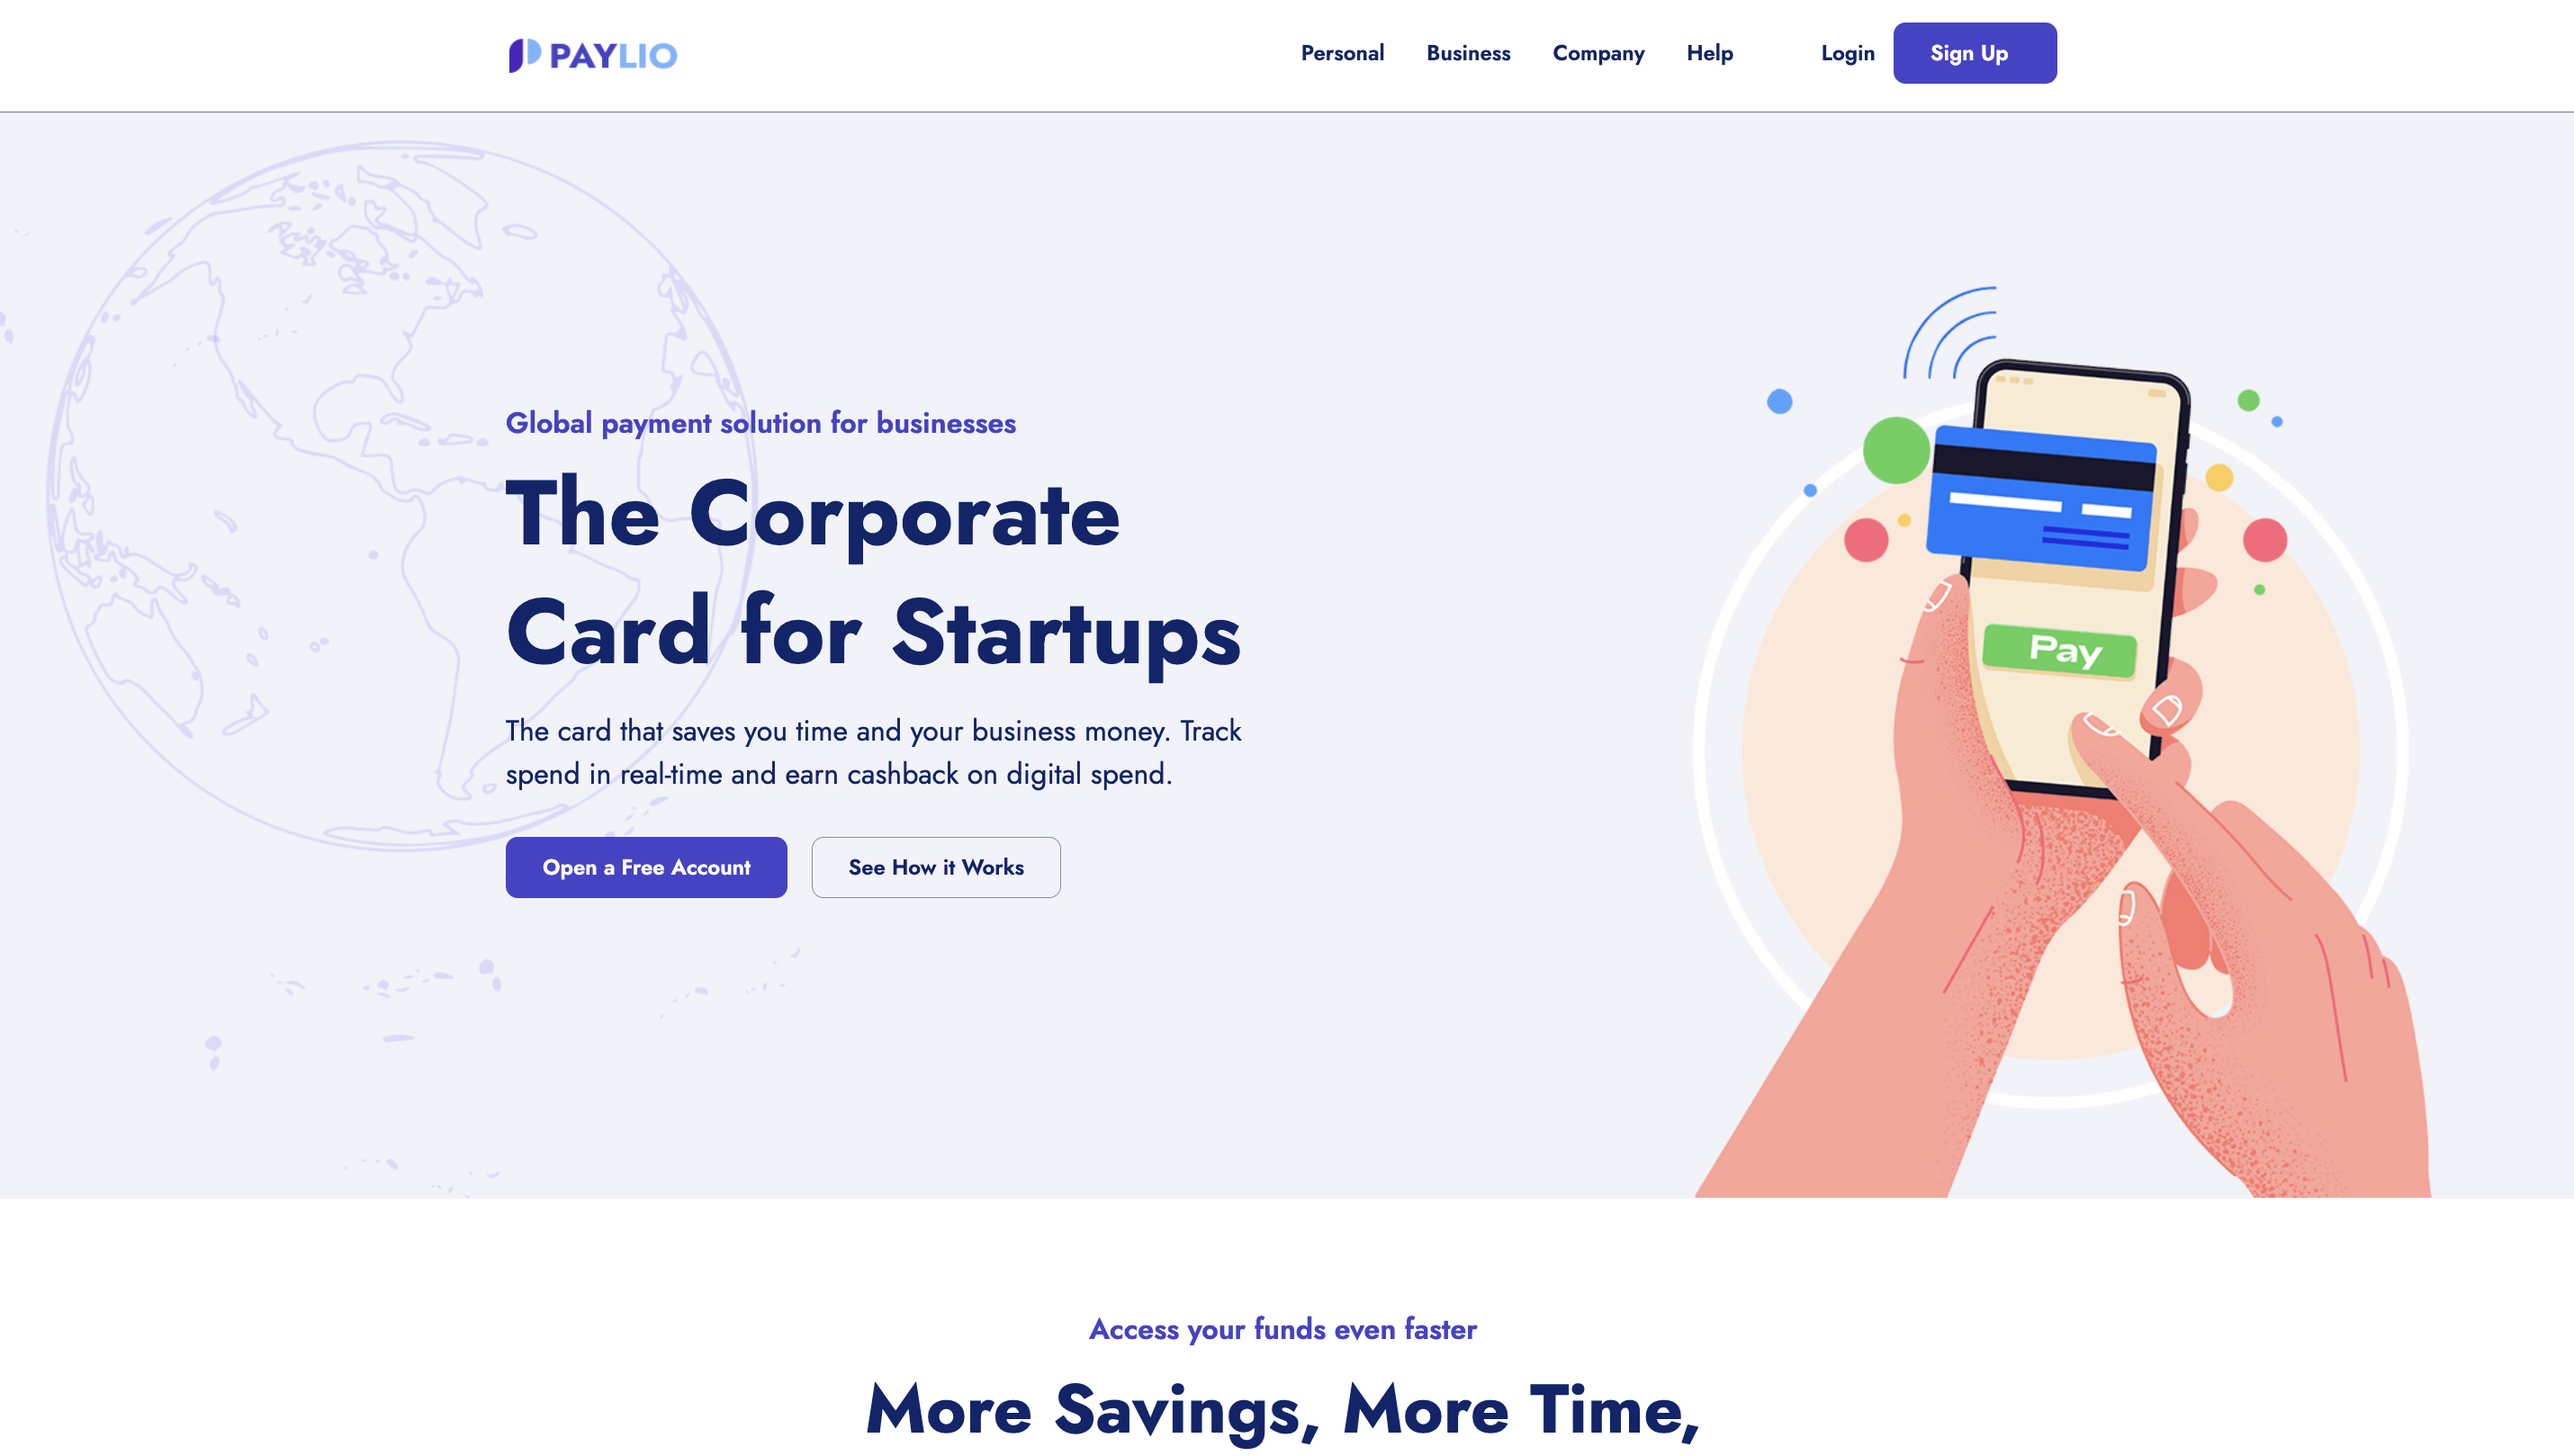 PAYLIO
Personal Business Company Help Login Sign Up
Global payment solution for businesses
The Corporate
Card for Startups
The card that saves you time and your business money. Track
spend in real-time and earn cashback on digital spend.
Open a Free Account See How it Works
Pay
Access your funds even faster
More Savings, More Time,